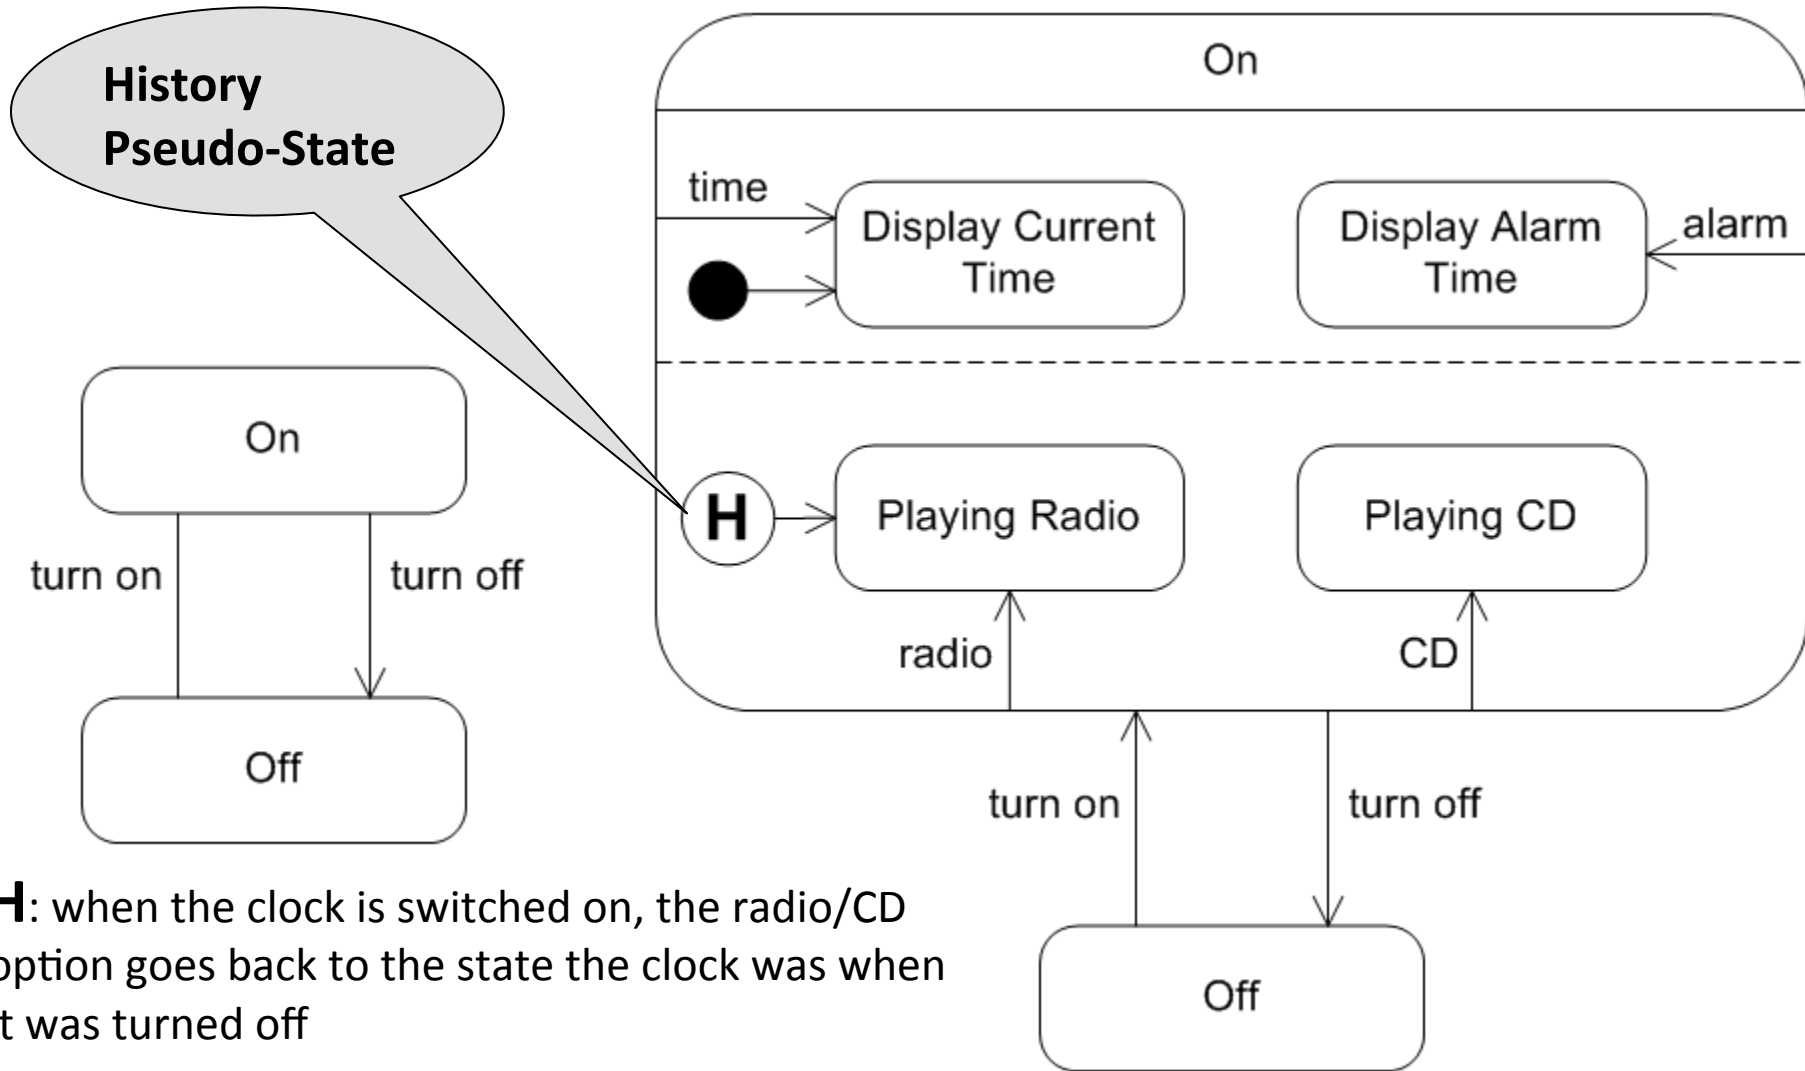 History
Pseudo-State
On
time
Display Current
Time
Display Alarm
Time
alarm
On
turn on
turn off
Off
H
Playing Radio
Playing CD
radio
CD
turn on
turn off
Off
H: when the clock is switched on, the radio/CD
option goes back to the state the clock was when
t was turned off